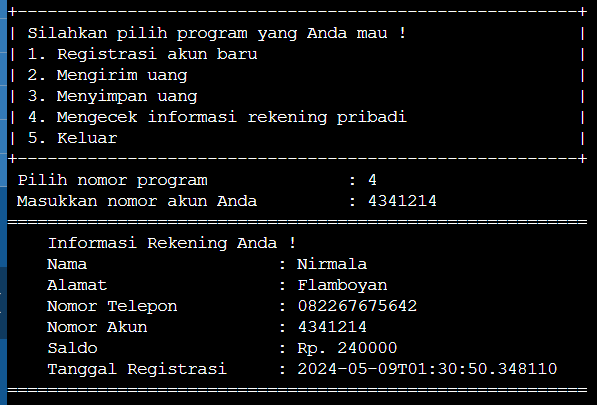 +--------------------------------------------------------+
| Silahkan pilih program yang Anda mau !                 |
| 1. Registrasi akun baru                                |
| 2. Mengirim uang                                       |
| 3. Menyimpan uang                                      |
| 4. Mengecek informasi rekening pribadi                 |
| 5. Keluar                                              |
+--------------------------------------------------------+
Pilih nomor program              : 4
Masukkan nomor akun Anda         : 4341214
==========================================================
    Informasi Rekening Anda !
    Nama                   : Nirmala
    Alamat                 : Flamboyan
    Nomor Telepon          : 082267675642
    Nomor Akun             : 4341214
    Saldo                  : Rp. 240000
    Tanggal Registrasi     : 2024-05-09T01:30:50.348110
==========================================================